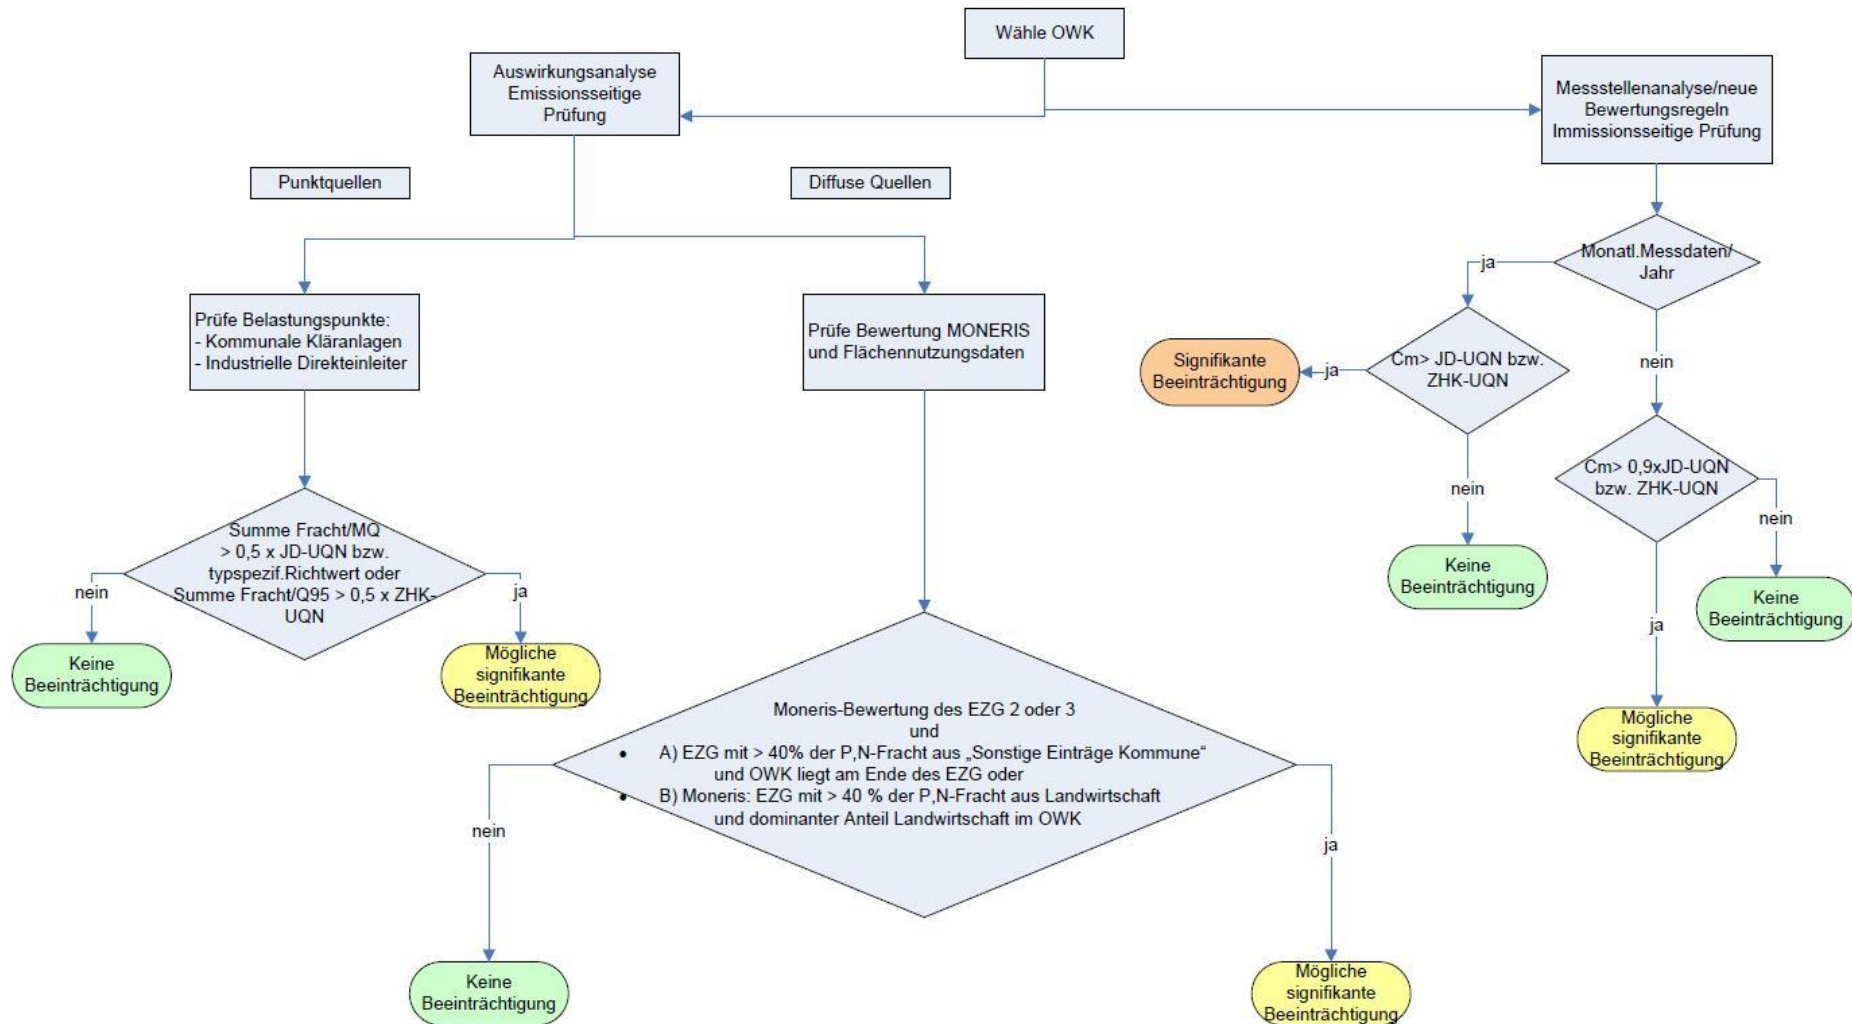 Wähle OWK
Auswirkungsanalyse
Emissionsseitige
Prüfung
Messstellenanalyse/neue
Bewertungsregeln
Immissionsseitige Prüfung
Punktquellen
Diffuse Quellen
Prüfe Belastungspunkte:
- Kommunale Kläranlagen
- Industrielle Direkteinleiter
Prüfe Bewertung MONERIS
und Flächennutzungsdaten
Monatl.Messdaten/
Jahr
ja
nein
Cm> JD-UQN bzw.
ZHK-UQN
ja
Signifikante
Beeinträchtigung
nein
Keine
Beeinträchtigung
Cm> 0,9xJD-UQN
bzw. ZHK-UQN
nein
Keine
Beeinträchtigung
ja
Mögliche
signifikante
Beeinträchtigung
Summe Fracht/MQ
> 0,5 x JD-UQN bzw.
typspezif.Richtwert oder
Summe Fracht/Q95 > 0,5 x ZHK-
UQN
nein
Keine
Beeinträchtigung
ja
Mögliche
signifikante
Beeinträchtigung
Moneris-Bewertung des EZG 2 oder 3
und
• A) EZG mit > 40% der P,N-Fracht aus „Sonstige Einträge Kommune“
und OWK liegt am Ende des EZG oder
• B) Moneris: EZG mit > 40 % der P,N-Fracht aus Landwirtschaft
und dominanter Anteil Landwirtschaft im OWK
nein
Keine
Beeinträchtigung
ja
Mögliche
signifikante
Beeinträchtigung